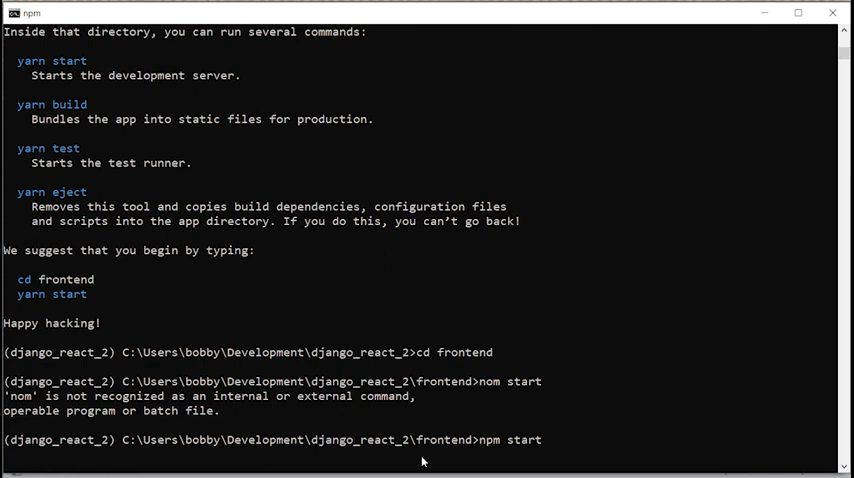 npm
Inside that directory, you can run several commands:
yarn start
Starts the development server.
yarn build
Bundles the app into static files for production.
yarn test
Starts the test runner.
yarn eject
Removes this tool and copies build dependencies, configuration files
and scripts into the app directory. If you do this, you can’t go back!
We suggest that you begin by typing:
cd frontend
yarn start
Happy hacking!
(django_react_2) C:\Users\bobby\Development\django_react_2>cd frontend
(django_react_2) C:\Users\bobby\Development\django_react_2\frontend>nom start
'nom' is not recognized as an internal or external command,
operable program or batch file.
(django_react_2) C:\Users\bobby\Development\django_react_2\frontend>npm start